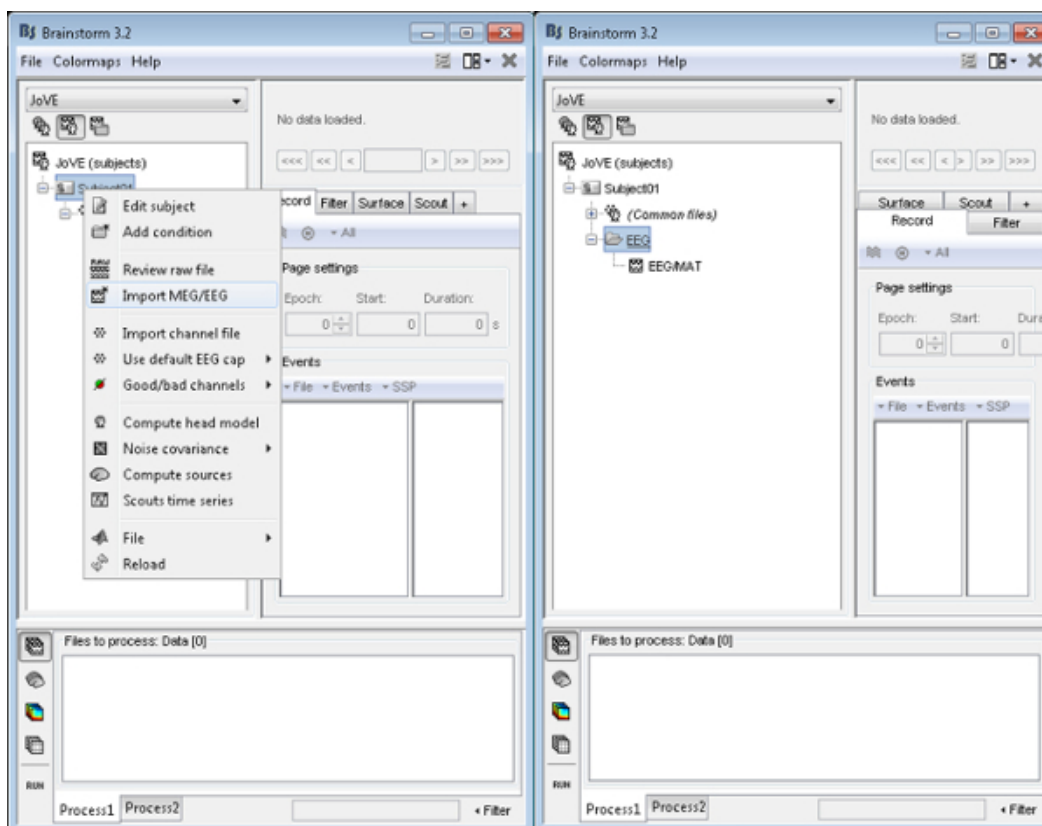 Brainstorm 3.2
File Colormaps Help
JoVE
No data loaded.
<<< << < > >> >>>
JoVE (subjects)
Edit subject
Add condition
Review raw file
Import MEG/EEG
Import channel file
Use default EEG cap
Good/bad channels
Compute head model
Noise covariance
Compute sources
Scouts time series
File
Reload
Filter Surface Scout +
All
Page settings
Epoch: Start: Duration:
0 0 0 s
Events
File Events SSP
Files to process: Data [0]
RUN
Process1 Process2
Filter
Brainstorm 3.2
File Colormaps Help
JoVE
No data loaded.
<<< << < > >> >>>
JoVE (subjects)
Subject01
(Common files)
EEG
EEG/MAT
Surface Scout +
Record Filter
All
Page settings
Epoch: Start:
0 0
Events
File Events SSP
Files to process: Data [0]
RUN
Process1 Process2
Filter